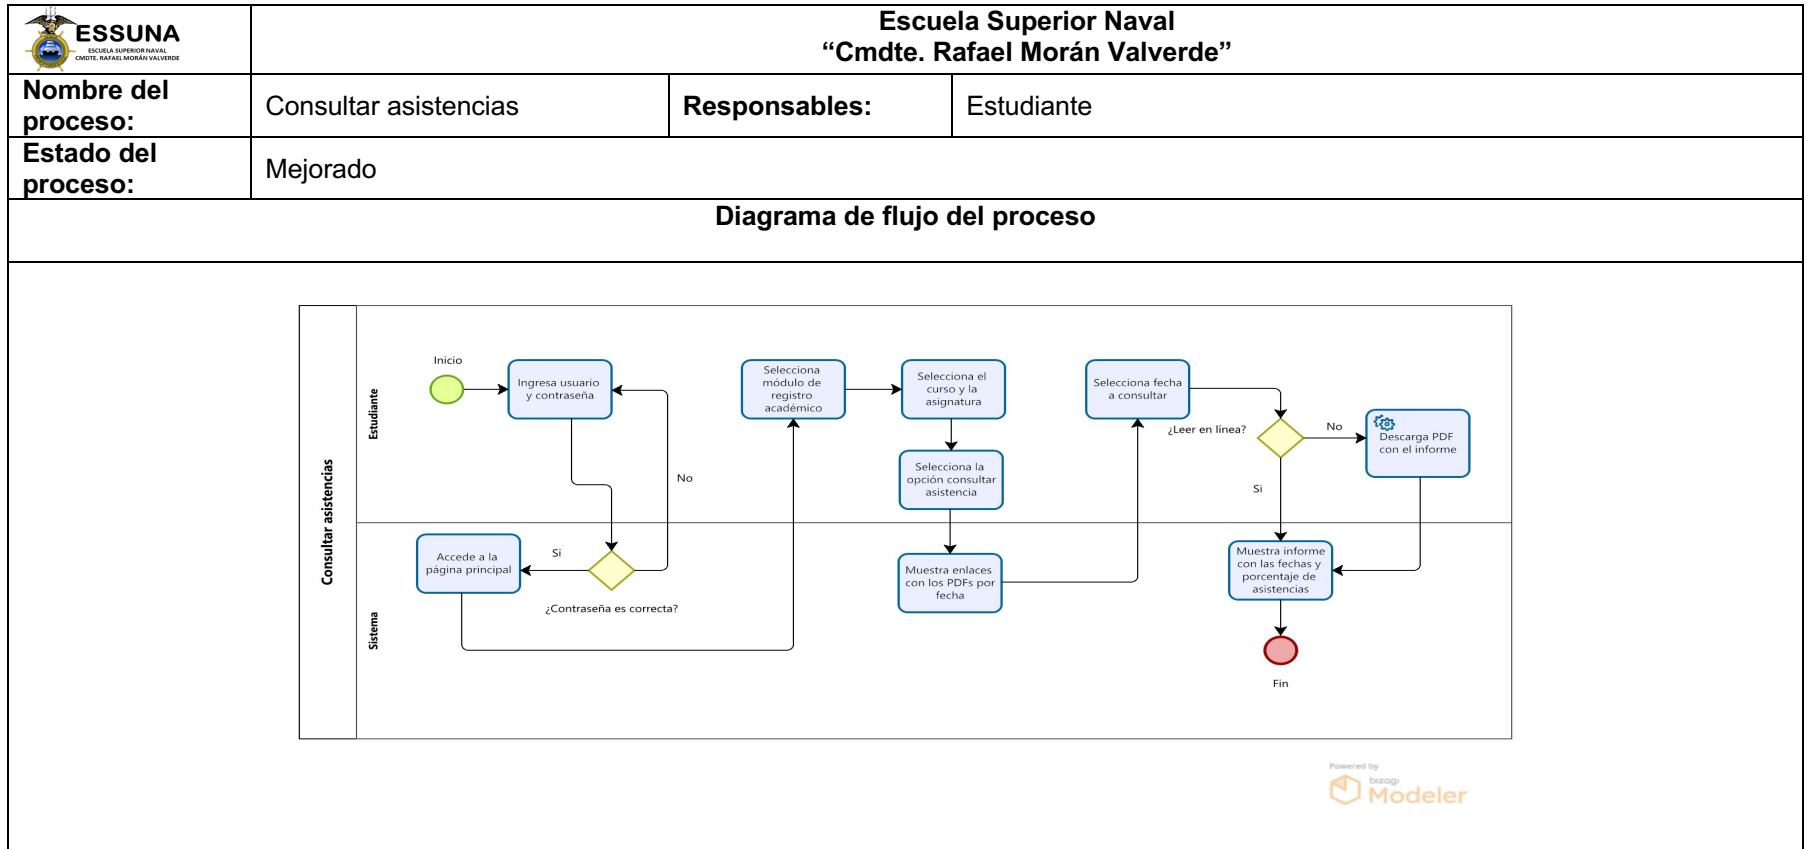 ESSUNA
ESCUELA SUPERIOR NAVAL
CMDTE. RAFAEL MORÁN VALVERDE
Escuela Superior Naval
“Cmdte. Rafael Morán Valverde”
Nombre del
proceso:
Consultar asistencias
Responsables:
Estudiante
Estado del
proceso:
Mejorado
Diagrama de flujo del proceso
Consultar asistencias
Estudiante
Inicio
Ingresa usuario
y contraseña
No
Selecciona
módulo de
registro
académico
Selecciona el
curso y la
asignatura
Selecciona la
opción consultar
asistencia
Selecciona fecha
a consultar
¿Leer en línea?
No
Descarga PDF
con el informe
Si
Sistema
Accede a la
página principal
Si
¿Contraseña es correcta?
Muestra enlaces
con los PDFs por
fecha
Muestra informe
con las fechas y
porcentaje de
asistencias
Fin
Powered by
bizagi
Modeler